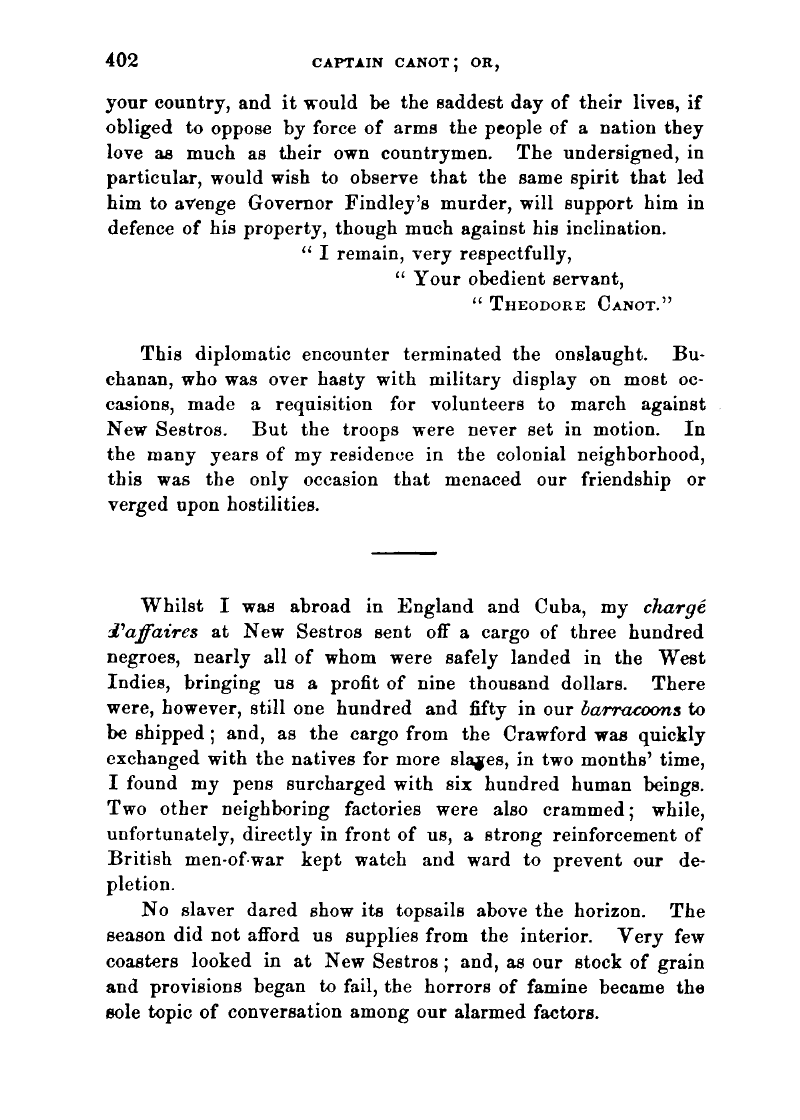 402 CAPTAIN CANOT; OR,
your country, and it would be the saddest day of their lives, if
obliged to oppose by force of arms the people of a nation they
love as much as their own countrymen. The undersigned, in
particular, would wish to observe that the same spirit that led
him to avenge Governor Findley's murder, will support him in
defence of his property, though much against his inclination.
“ I remain, very respectfully,
“ Your obedient servant,
“ THEODORE CANOT.”
This diplomatic encounter terminated the onslaught. Bu-
chanan, who was over hasty with military display on most oc-
casions, made a requisition for volunteers to march against
New Sestros. But the troops were never set in motion. In
the many years of my residence in the colonial neighborhood,
this was the only occasion that menaced our friendship or
verged upon hostilities.
Whilst I was abroad in England and Cuba, my chargé
d'affaires at New Sestros sent off a cargo of three hundred
negroes, nearly all of whom were safely landed in the West
Indies, bringing us a profit of nine thousand dollars. There
were, however, still one hundred and fifty in our barracoons to
be shipped; and, as the cargo from the Crawford was quickly
exchanged with the natives for more slaves, in two months' time,
I found my pens surcharged with six hundred human beings.
Two other neighboring factories were also crammed; while,
unfortunately, directly in front of us, a strong reinforcement of
British men-of-war kept watch and ward to prevent our de-
pletion.
No slaver dared show its topsails above the horizon. The
season did not afford us supplies from the interior. Very few
coasters looked in at New Sestros; and, as our stock of grain
and provisions began to fail, the horrors of famine became the
sole topic of conversation among our alarmed factors.